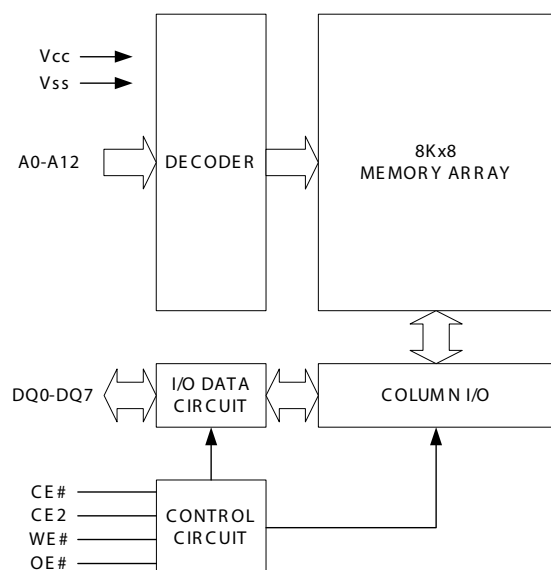 Vcc
Vss
A0-A12
DECODER
8Kx8
MEMORY ARRAY
DQ0-DQ7
I/O DATA
CIRCUIT
COLUMN I/O
CE#
CE2
WE#
OE#
CONTROL
CIRCUIT